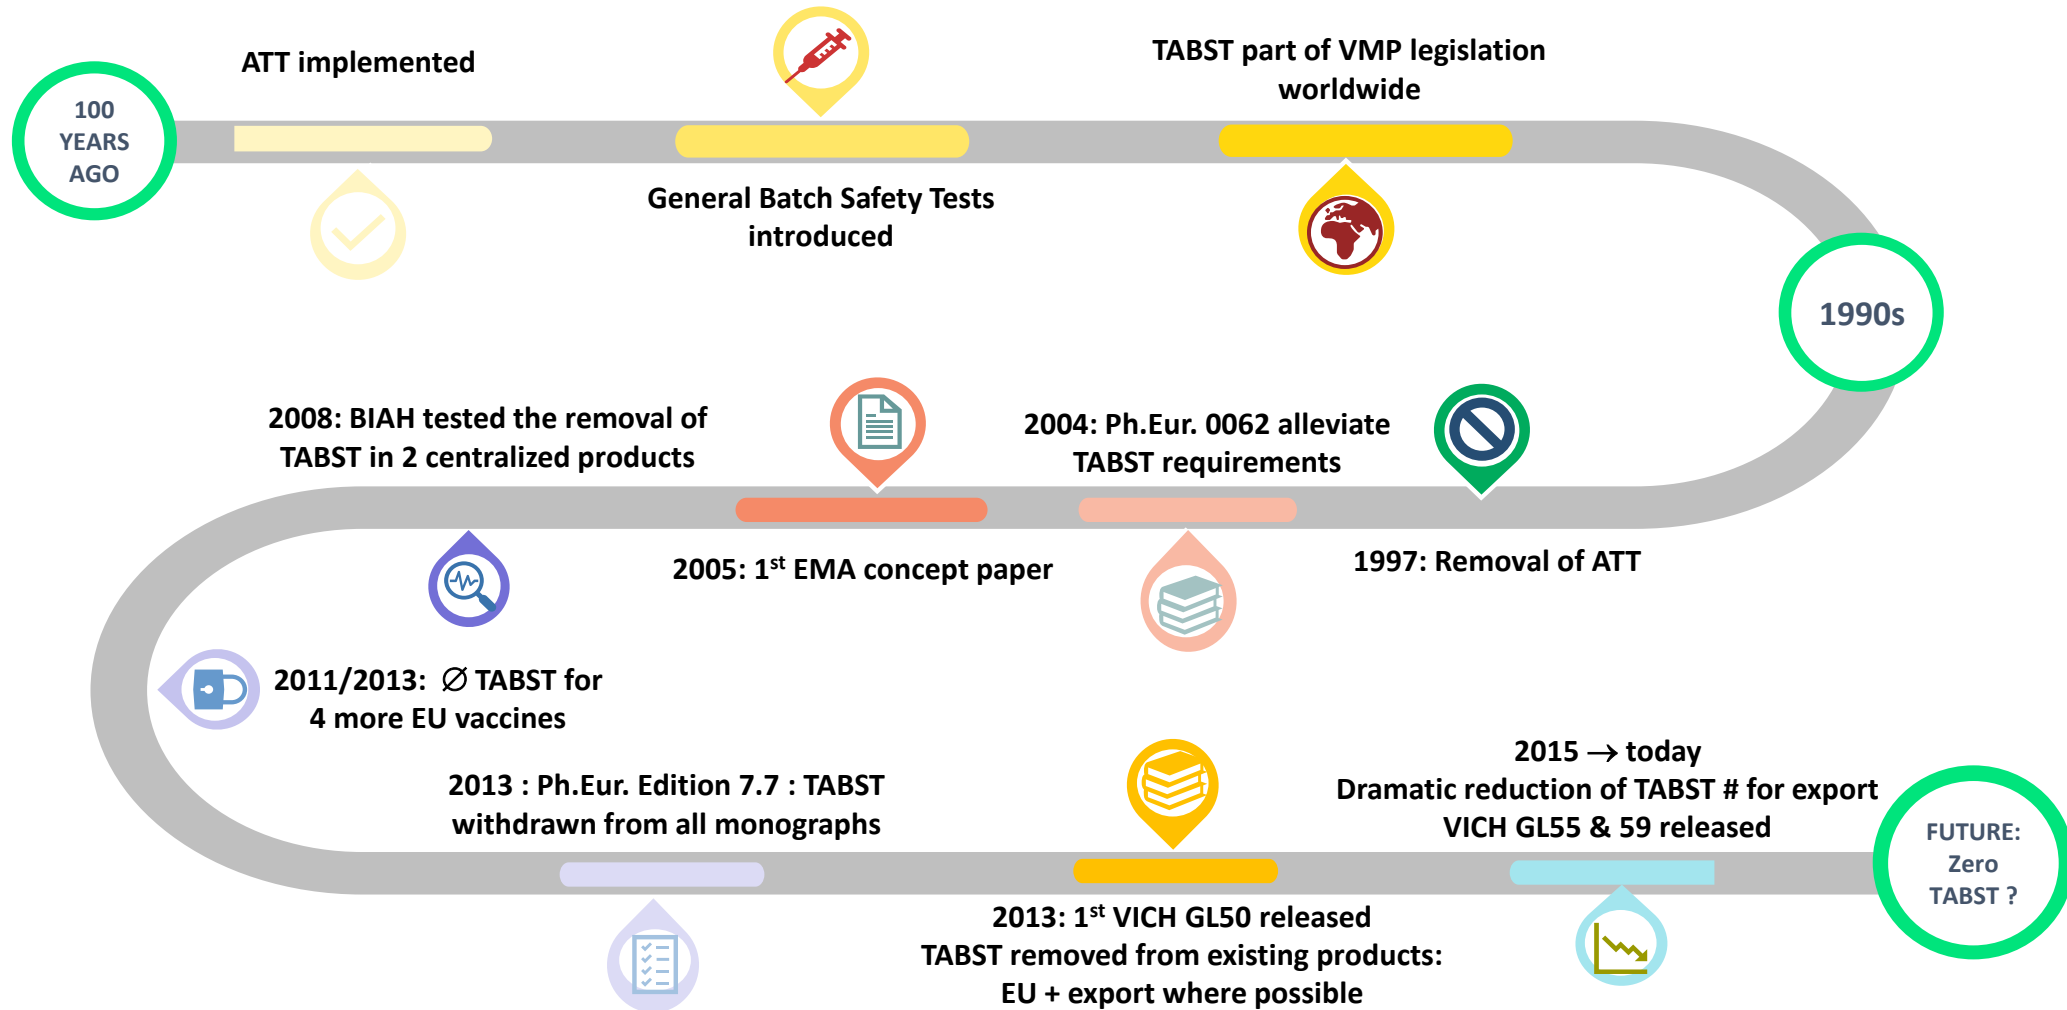 100
YEARS
AGO
ATT implemented
General Batch Safety Tests
introduced
TABST part of VMP legislation
worldwide
1990s
1997: Removal of ATT
2004: Ph.Eur. 0062 alleviate
TABST requirements
2005: 1st EMA concept paper
2008: BIAH tested the removal of
TABST in 2 centralized products
2011/2013: ∅ TABST for
4 more EU vaccines
2013 : Ph.Eur. Edition 7.7 : TABST
withdrawn from all monographs
2013: 1st VICH GL50 released
TABST removed from existing products:
EU + export where possible
2015 → today
Dramatic reduction of TABST # for export
VICH GL55 & 59 released
FUTURE:
Zero
TABST ?